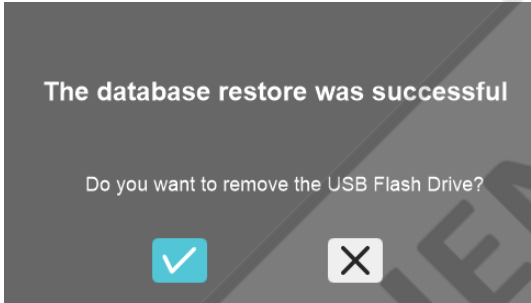 The database restore was successful
Do you want to remove the USB Flash Drive?